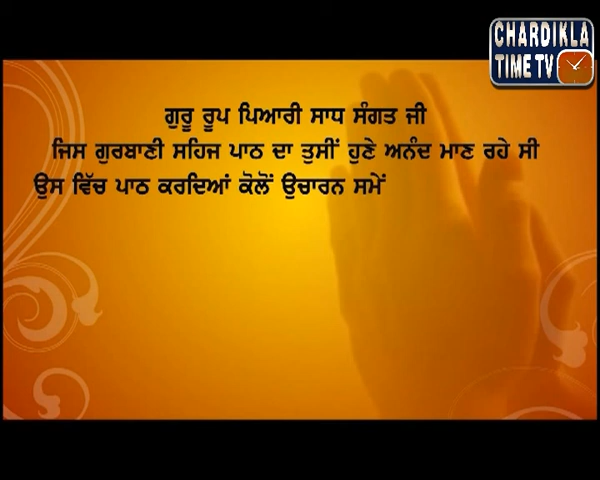 CHARDIKLA
TIME TV
ਗੁਰੂ ਰੂਪ ਪਿਆਰੀ ਸਾਧ ਸੰਗਤ ਜੀ
ਜਿਸ ਗੁਰਬਾਣੀ ਸਹਿਜ ਪਾਠ ਦਾ ਤੁਸੀਂ ਹੁਣੇ ਅਨੰਦ ਮਾਣ ਰਹੇ ਸੀ
ਉਸ ਵਿੱਚ ਪਾਠ ਕਰਦਿਆਂ ਕੋਲੋਂ ਉਚਾਰਨ ਸਮੇਂ